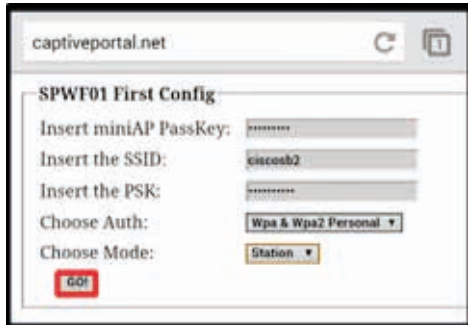 captiveportal.net
1
SPWF01 First Config
Insert miniAP PassKey: •••••••••
Insert the SSID: ciscosb2
Insert the PSK: ••••••••••
Choose Auth: Wpa & Wpa2 Personal
Choose Mode: Station
GO!